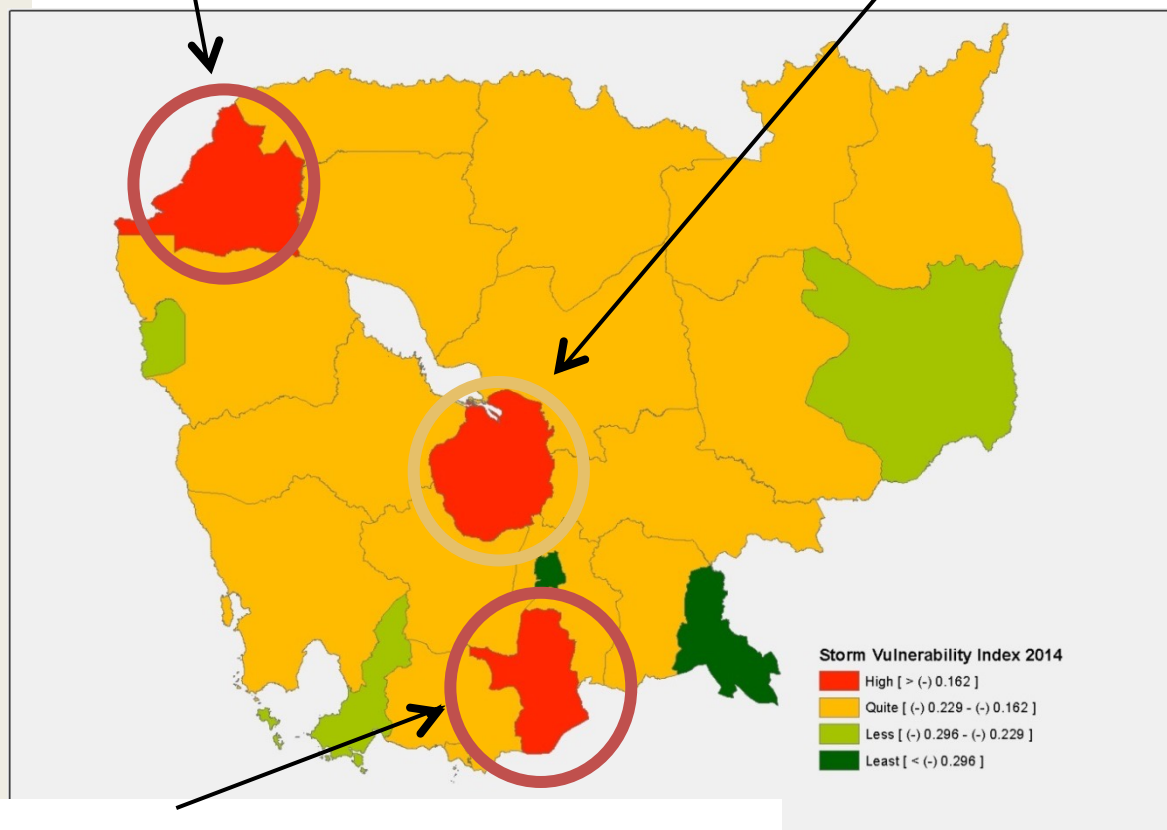 Storm Vulnerability Index 2014
High [ > (-) 0.162 ]
Quite [ (-) 0.229 - (-) 0.162 ]
Less [ (-) 0.296 - (-) 0.229 ]
Least [ < (-) 0.296 ]